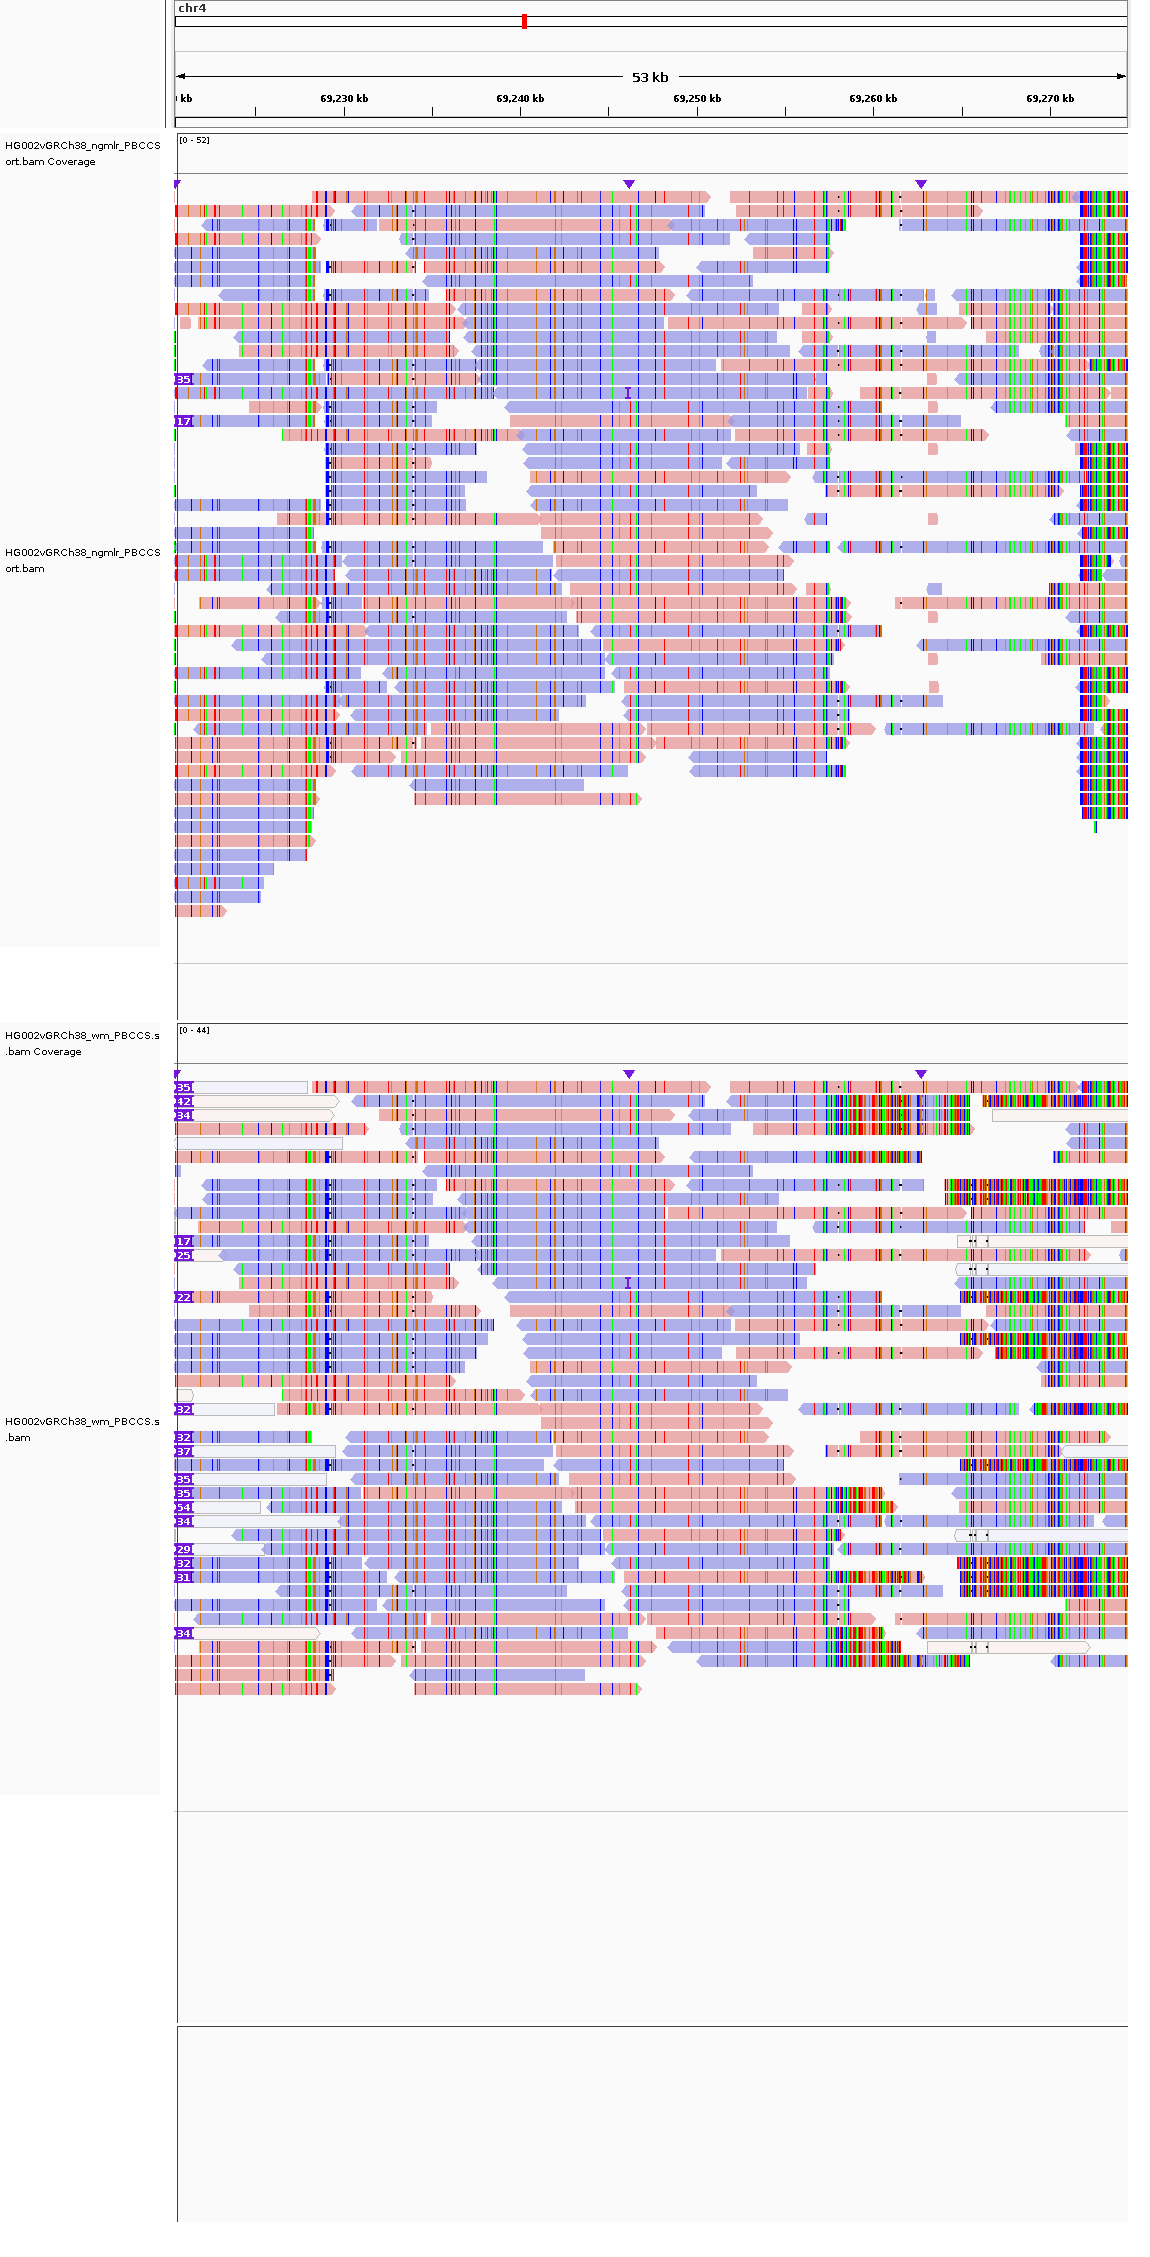 chr4
53 kb
kb
69,230 kb
69,240 kb
69,250 kb
69,260 kb
69,270 kb
HG002vGRCh38_ngmlr_PBCCS
ort.bam Coverage
[0 - 52]
35
17
HG002vGRCh38_ngmlr_PBCCS
ort.bam
HG002vGRCh38_wm_PBCCS.s
.bam Coverage
[0 - 44]
35
42
34
17
25
22
32
HG002vGRCh38_wm_PBCCS.s
.bam
32
37
35
35
54
34
29
32
31
34